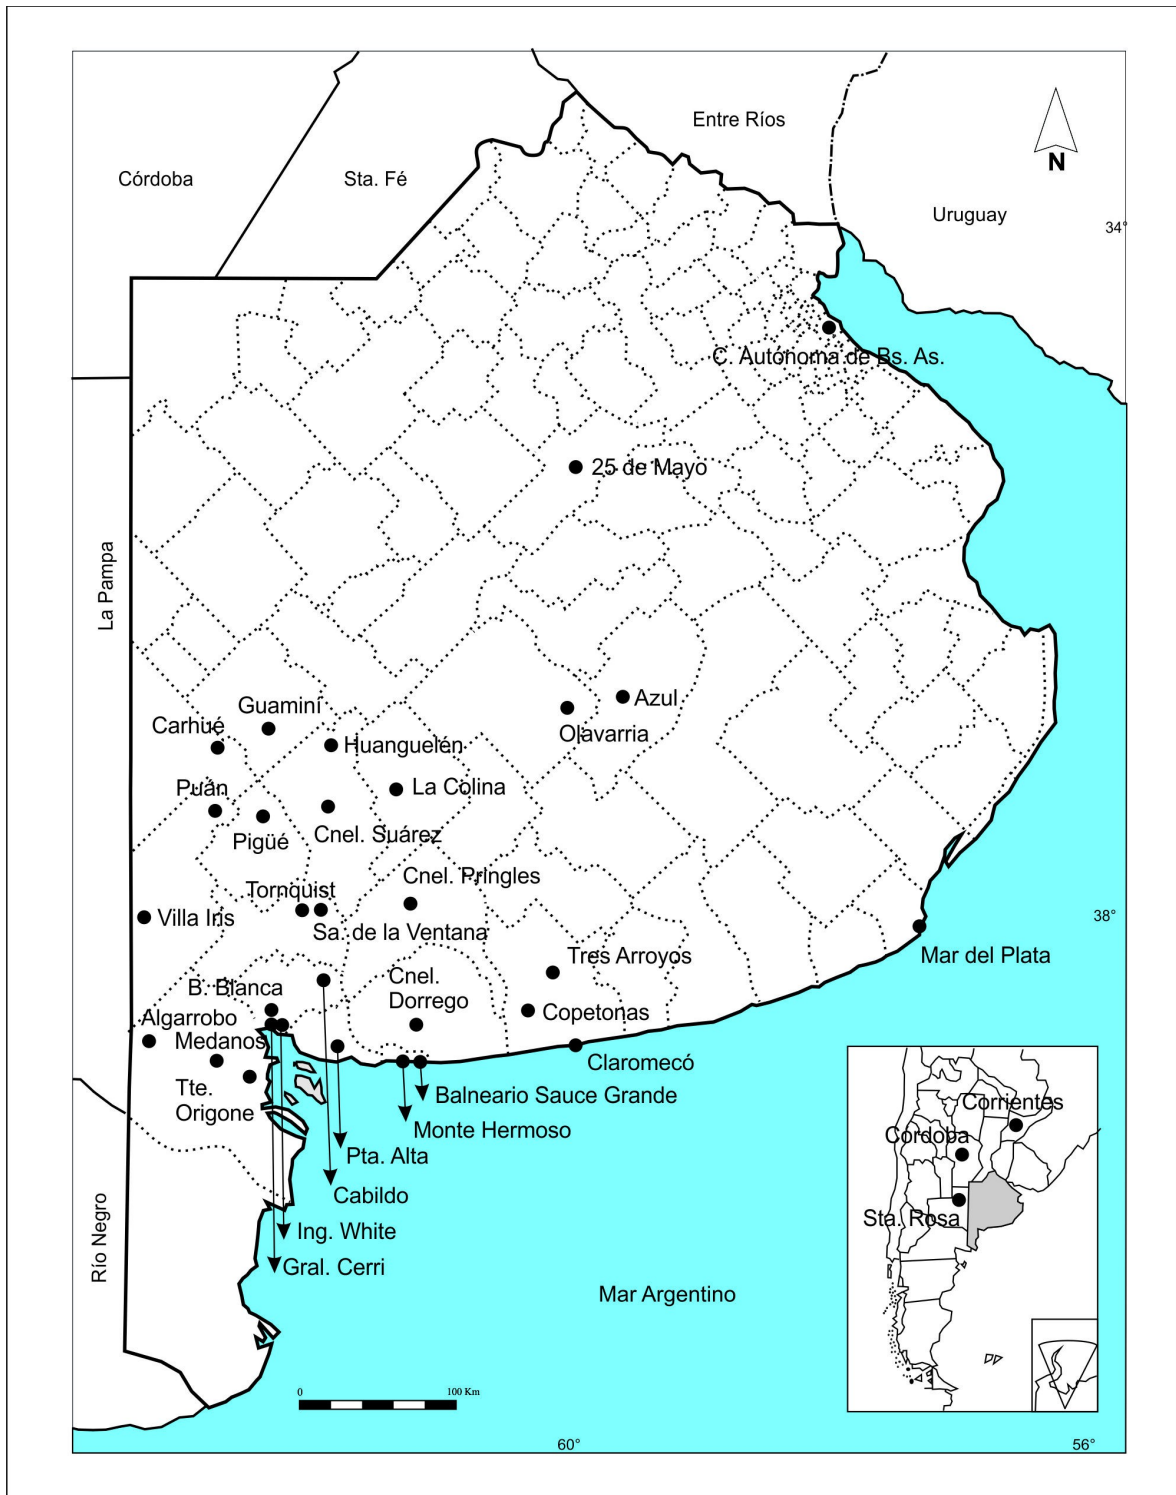 Entre Ríos
Córdoba
Sta. Fé
N
Uruguay
34°
C. Autónoma de Bs. As.
25 de Mayo
La Pampa
Azul
Guaminí
Carhué
Olavarria
Huanguelén
Puán
La Colina
Pigüé
Cnel. Suárez
Cnel. Pringles
Tornquist
Villa Iris
38°
Sa. de la Ventana
Tres Arroyos
Mar del Plata
B. Blanca
Cnel.
Dorrego
Algarrobo
Copetonas
Medanos
Claromecó
Tte.
Origone
Balneario Sauce Grande
Corrientes
Monte Hermoso
Córdoba
Pta. Alta
Cabildo
Sta. Rosa
Río Negro
Ing. White
Gral. Cerri
Mar Argentino
0 100 Km
60°
56°